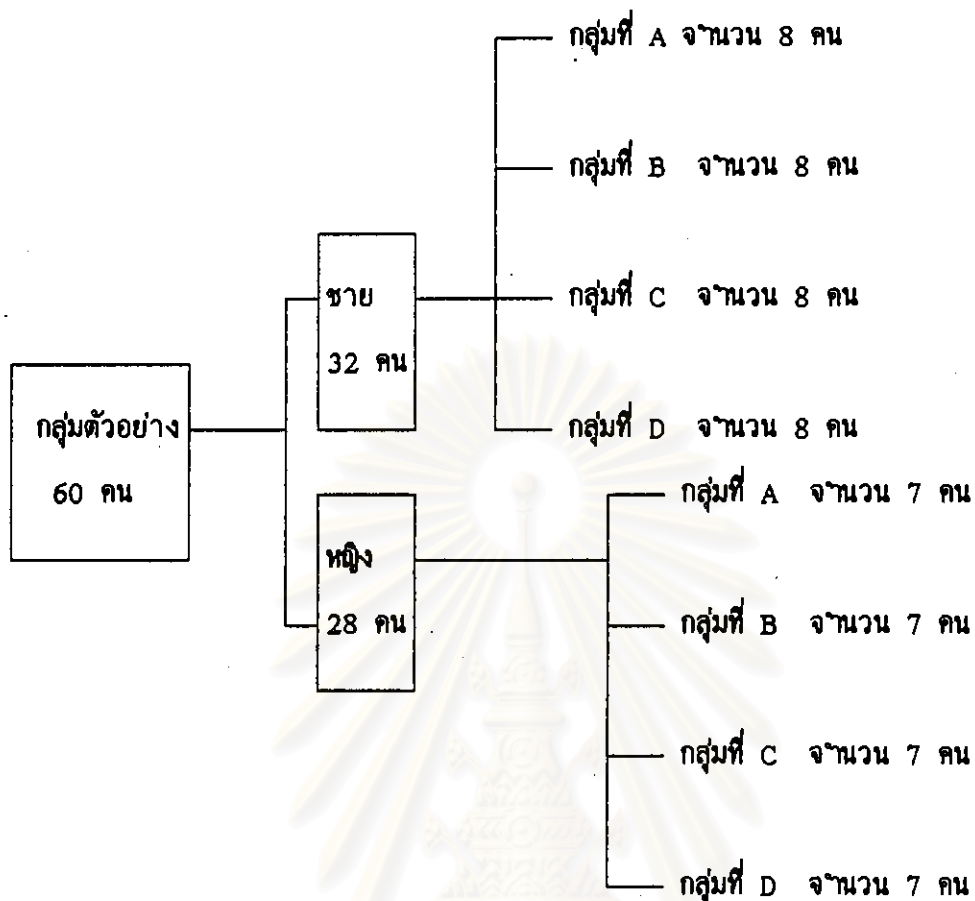 กลุ่มที่ A จำนวน 8 คน
กลุ่มที่ B จำนวน 8 คน
กลุ่มที่ C จำนวน 8 คน
กลุ่มที่ D จำนวน 8 คน
ชาย
32 คน
กลุ่มตัวอย่าง
60 คน
หญิง
28 คน
กลุ่มที่ A จำนวน 7 คน
กลุ่มที่ B จำนวน 7 คน
กลุ่มที่ C จำนวน 7 คน
กลุ่มที่ D จำนวน 7 คน